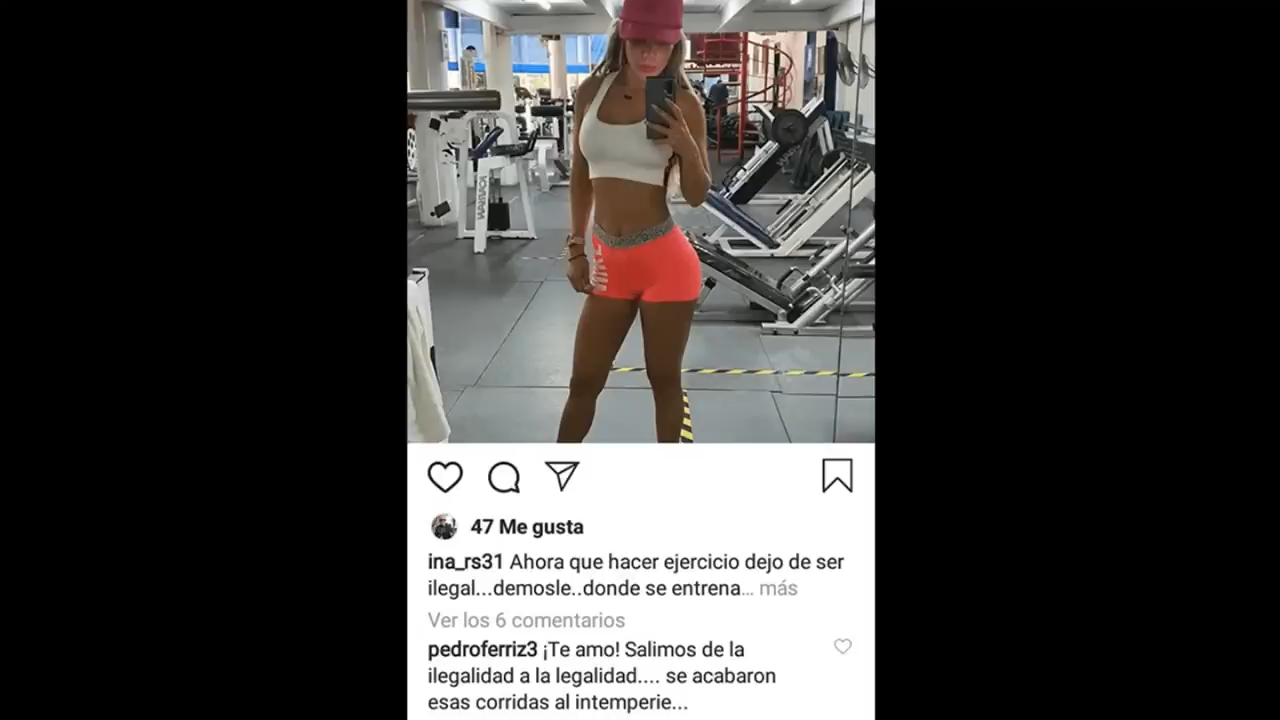 47 Me gusta
ina_rs31 Ahora que hacer ejercicio dejo de ser
ilegal...demosle..donde se entrena... más
Ver los 6 comentarios
pedroferriz3 ¡Te amo! Salimos de la
ilegalidad a la legalidad.... se acabaron
esas corridas al intemperie...